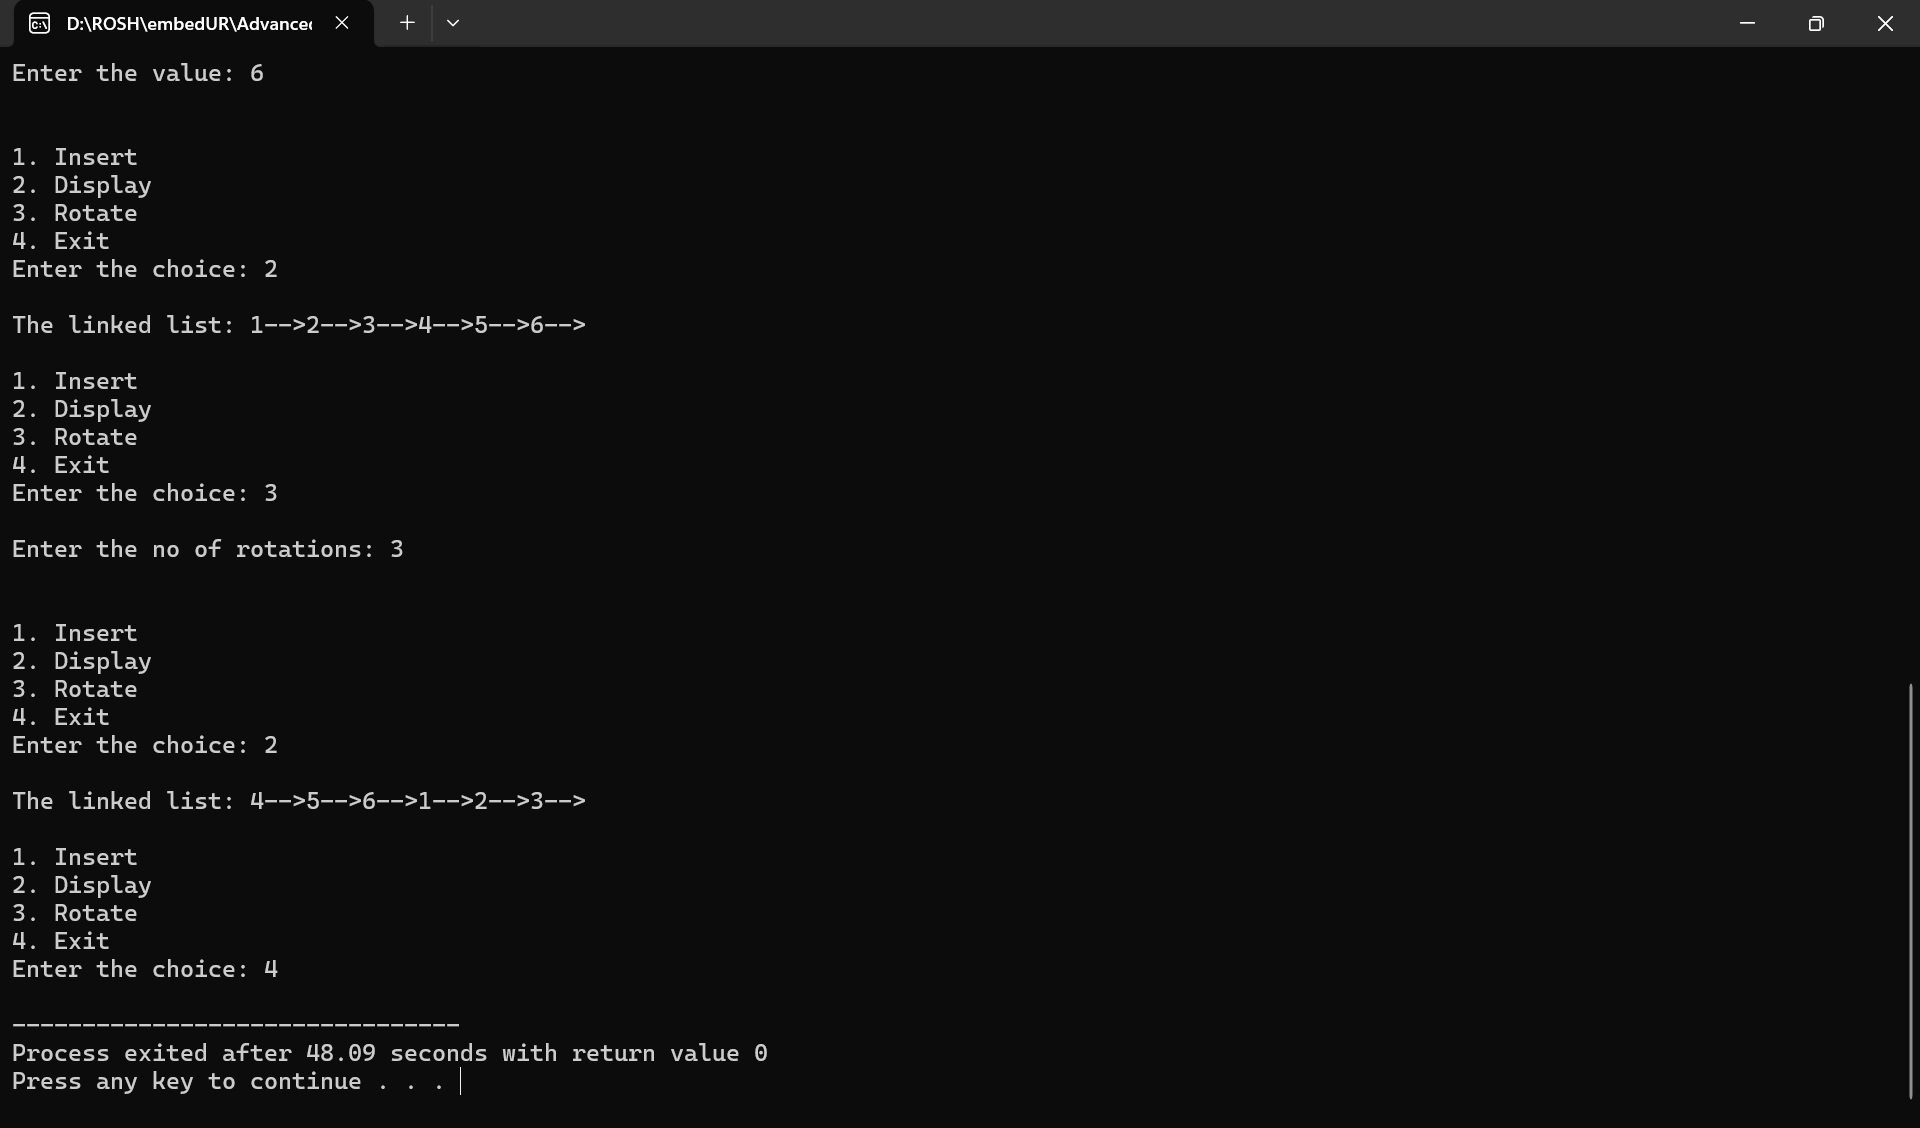 D:\ROSH\embedUR\Advanced
Enter the value: 6
1. Insert
2. Display
3. Rotate
4. Exit
Enter the choice: 2
The linked list: 1-->2-->3-->4-->5-->6-->
1. Insert
2. Display
3. Rotate
4. Exit
Enter the choice: 3
Enter the no of rotations: 3
1. Insert
2. Display
3. Rotate
4. Exit
Enter the choice: 2
The linked list: 4-->5-->6-->1-->2-->3-->
1. Insert
2. Display
3. Rotate
4. Exit
Enter the choice: 4
--------------------------------
Process exited after 48.09 seconds with return value 0
Press any key to continue . . .